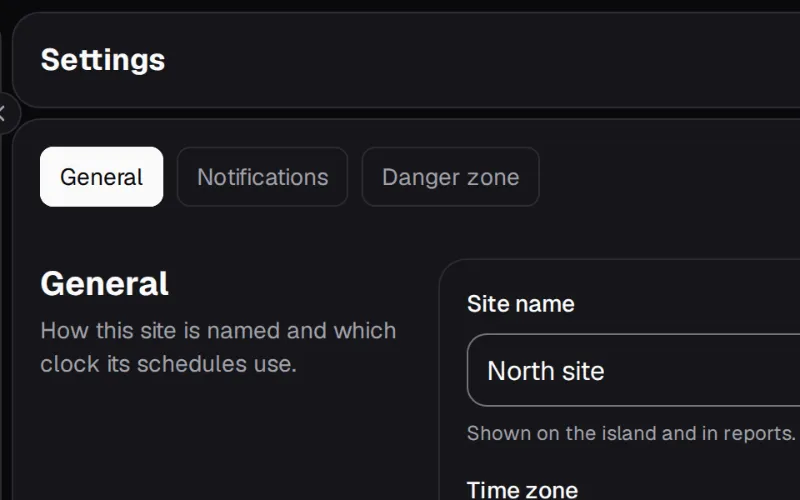 Settings
General
Notifications
Danger zone
General
How this site is named and which
clock its schedules use.
Site name
North site
Shown on the island and in reports.
Time zone